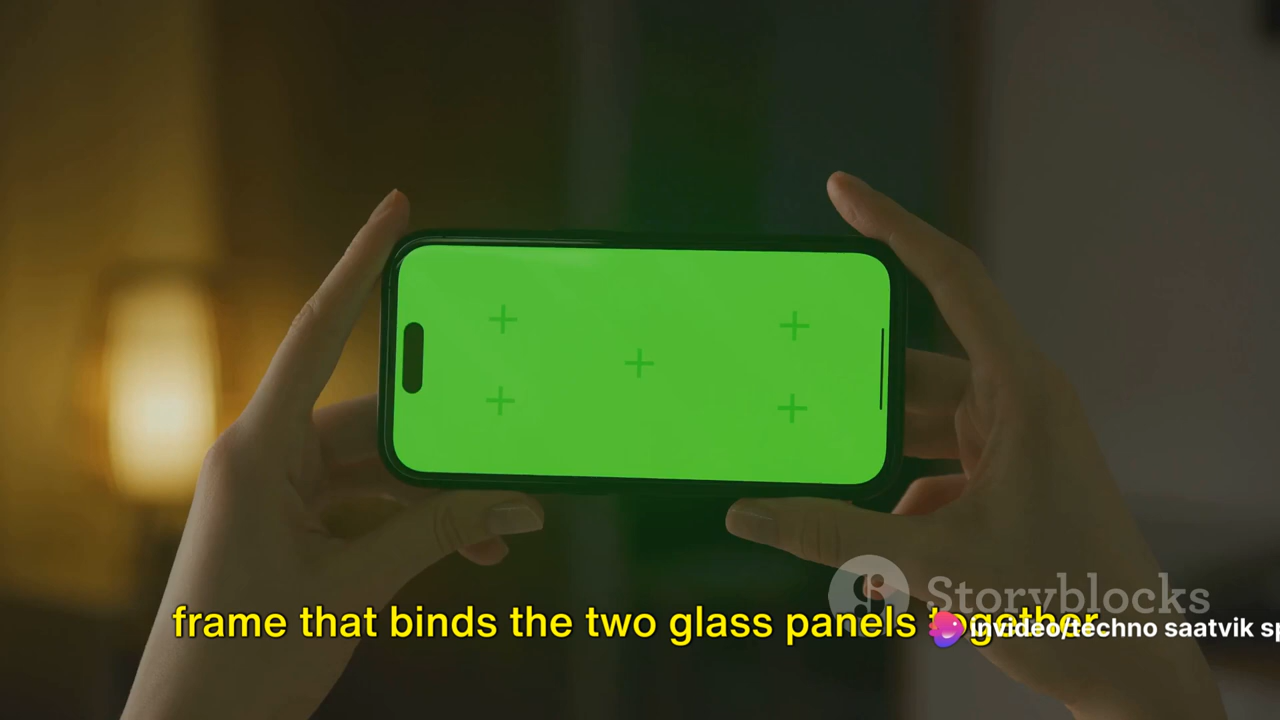 Storyblocks
frame that binds the two glass panels together
invideo/techno saatvik sp